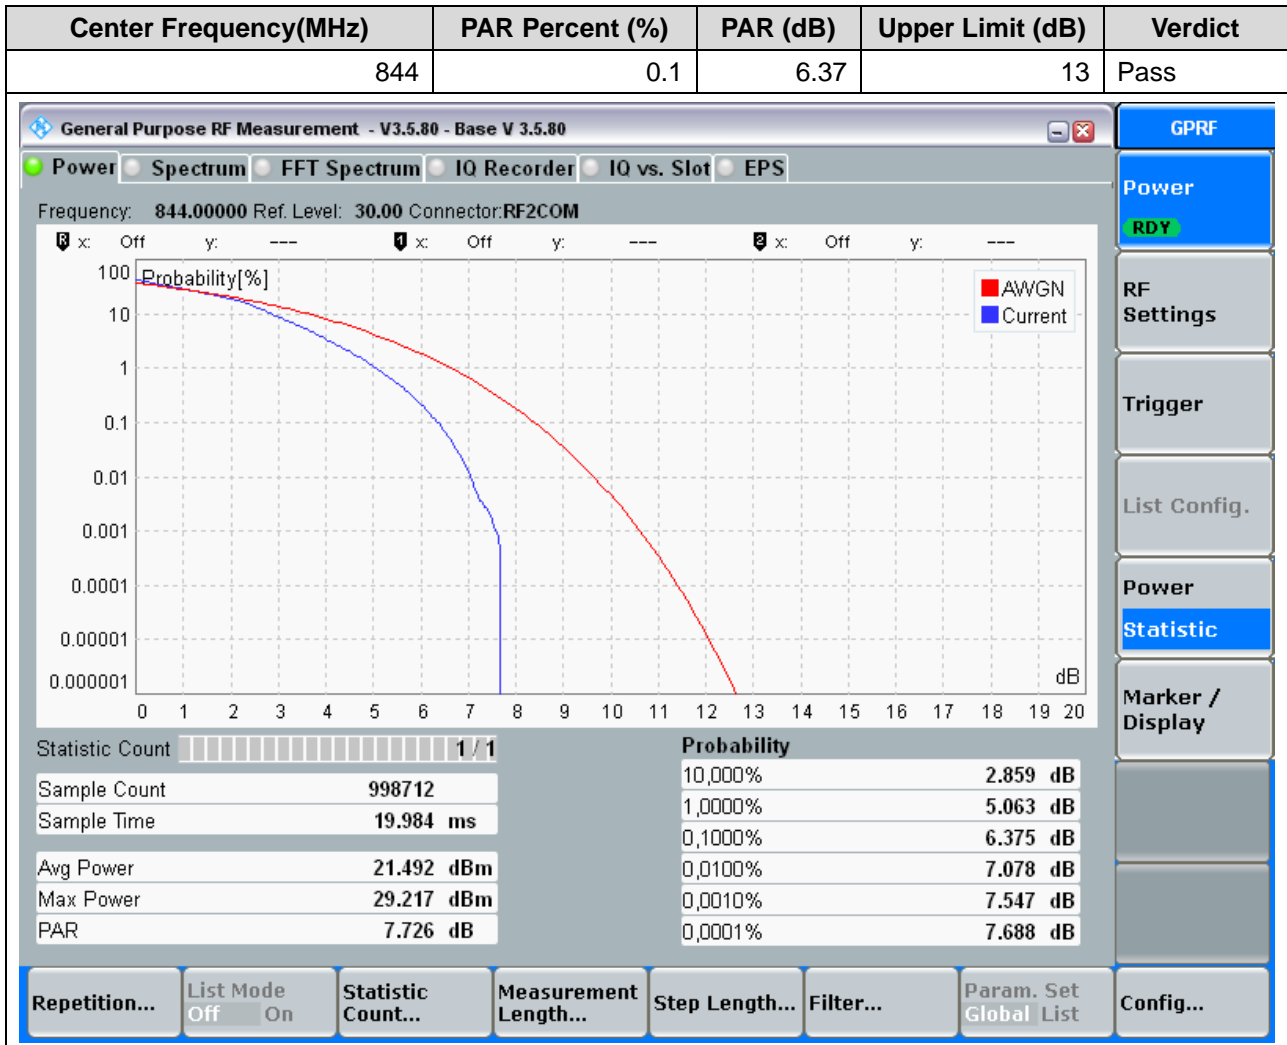 Center Frequency(MHz) PAR Percent (%) PAR (dB) Upper Limit (dB) Verdict
844 0.1 6.37 13 Pass
General Purpose RF Measurement - V3.5.80 - Base V 3.5.80
GPRF
Power Spectrum FFT Spectrum IQ Recorder IQ vs. Slot EPS
Frequency: 844.00000 Ref. Level: 30.00 Connector:RF2COM
R x: Off y: --- 1 x: Off y: --- 2 x: Off y: ---
Probability[%]
AWGN
Current
100
10
1
0.1
0.01
0.001
0.0001
0.00001
0.000001
dB
0 1 2 3 4 5 6 7 8 9 10 11 12 13 14 15 16 17 18 19 20
Statistic Count 1 / 1
Sample Count 998712
Sample Time 19.984 ms
Avg Power 21.492 dBm
Max Power 29.217 dBm
PAR 7.726 dB
Probability
10,000% 2.859 dB
1,0000% 5.063 dB
0,1000% 6.375 dB
0,0100% 7.078 dB
0,0010% 7.547 dB
0,0001% 7.688 dB
Power
RDY
RF
Settings
Trigger
List Config.
Power
Statistic
Marker /
Display
Repetition...
List Mode
Off On
Statistic
Count...
Measurement
Length...
Step Length...
Filter...
Param. Set
Global List
Config...